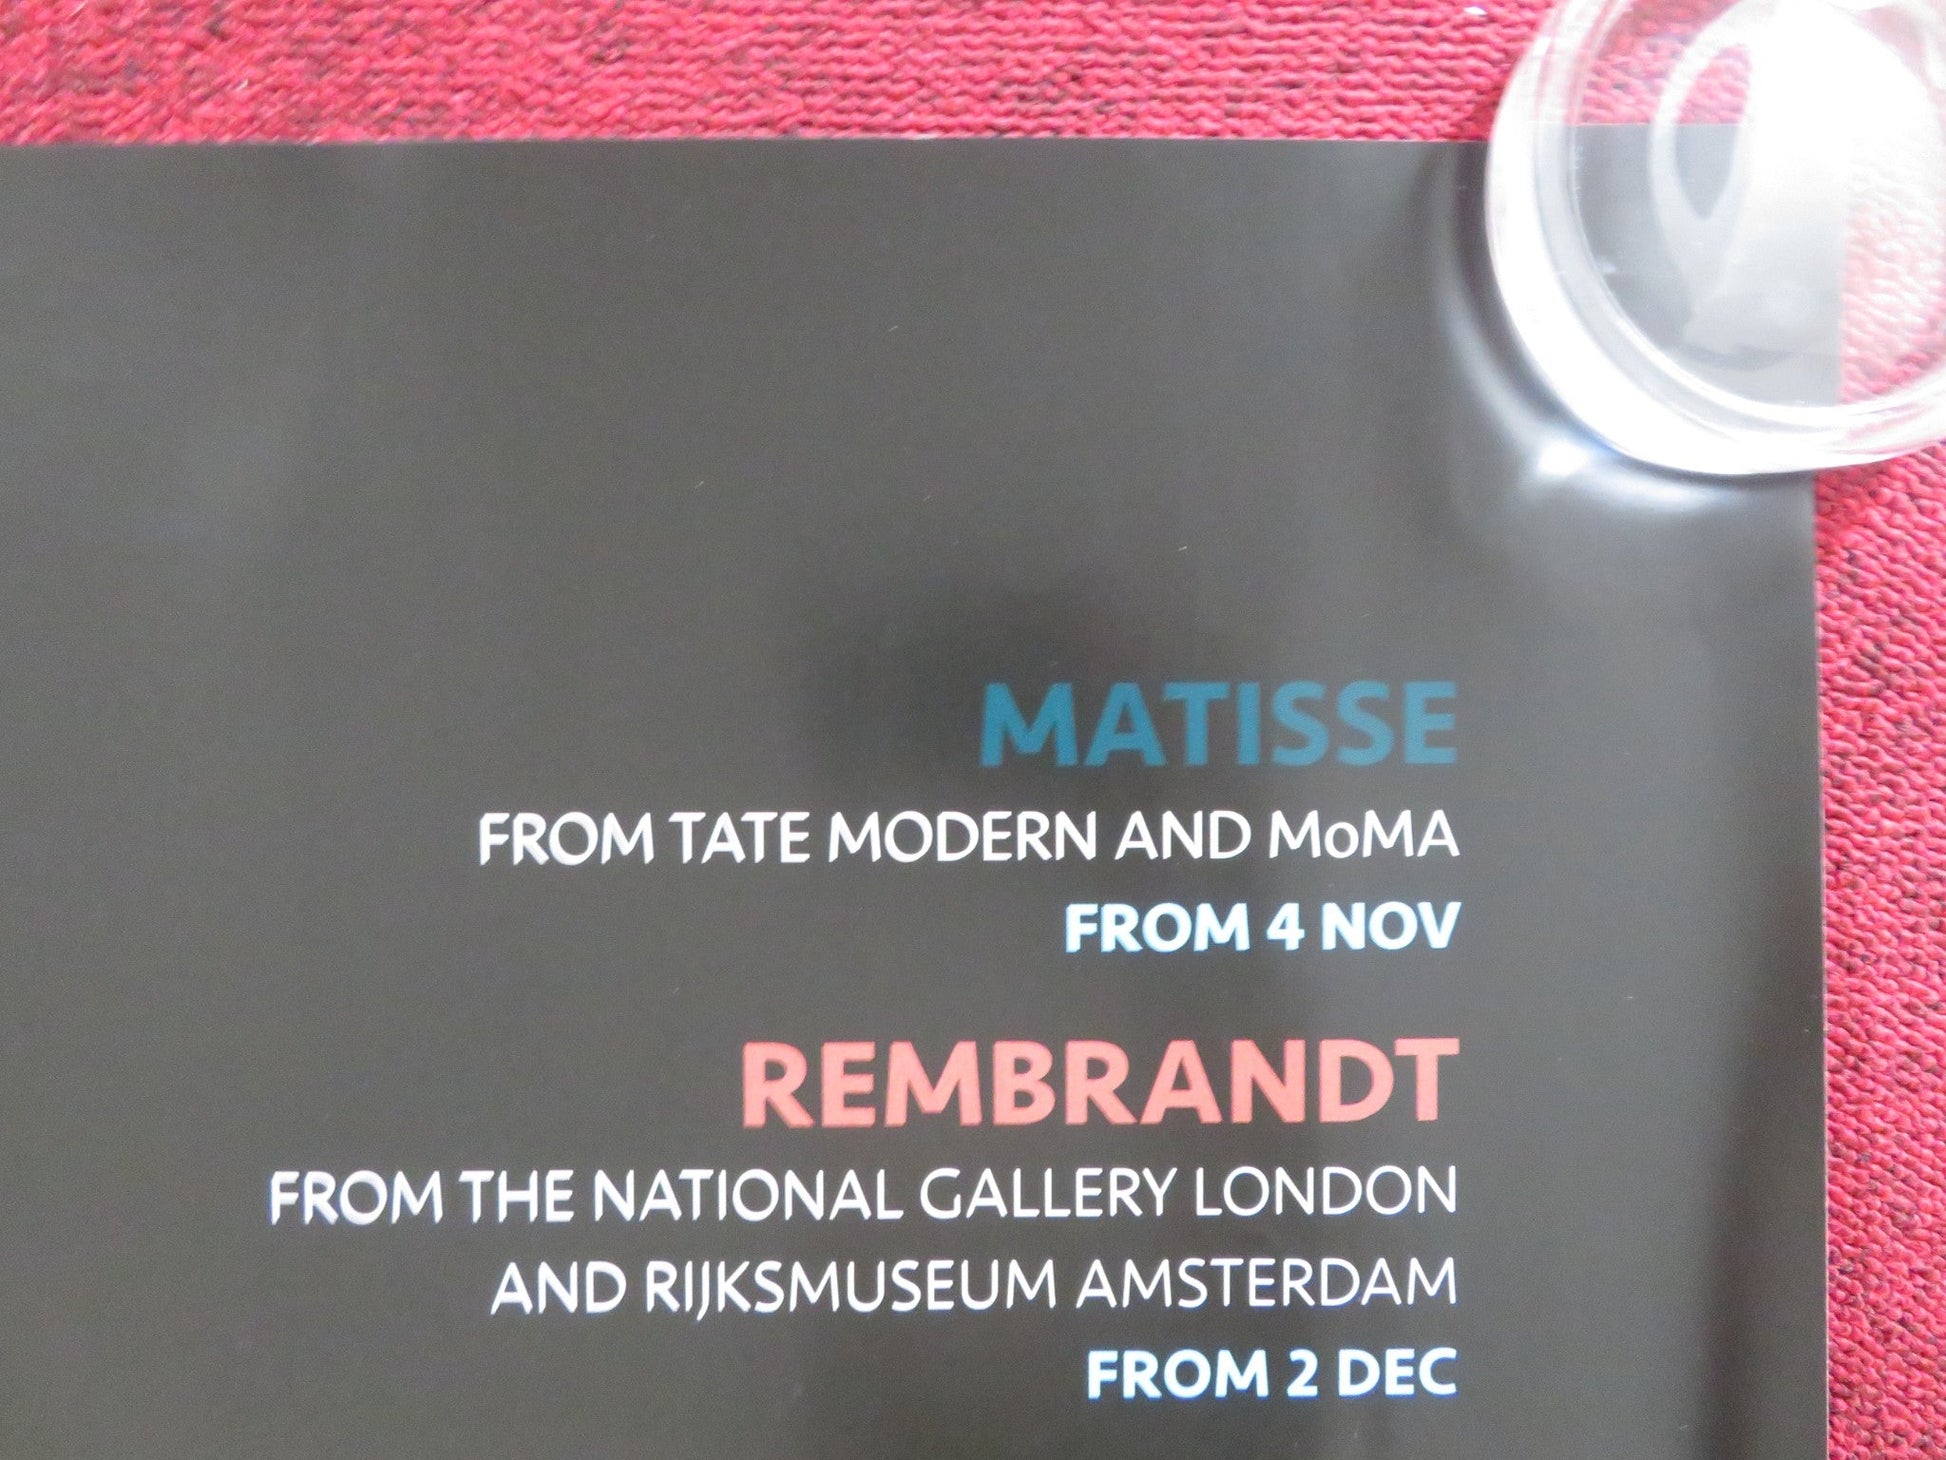 MATISSE
FROM TATE MODERN AND MoMA
FROM 4 NOV
REMBRANDT
FROM THE NATIONAL GALLERY LONDON
AND RIJKSMUSEUM AMSTERDAM
FROM 2 DEC